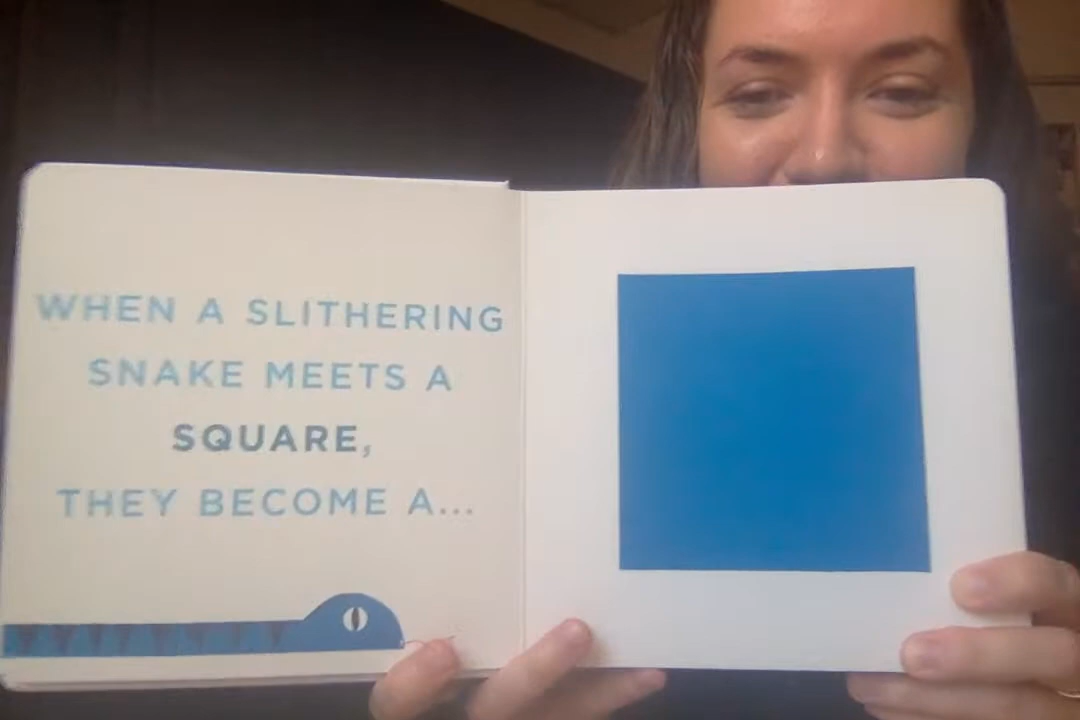 WHEN A SLITHERING
SNAKE MEETS A
SQUARE,
THEY BECOME A...